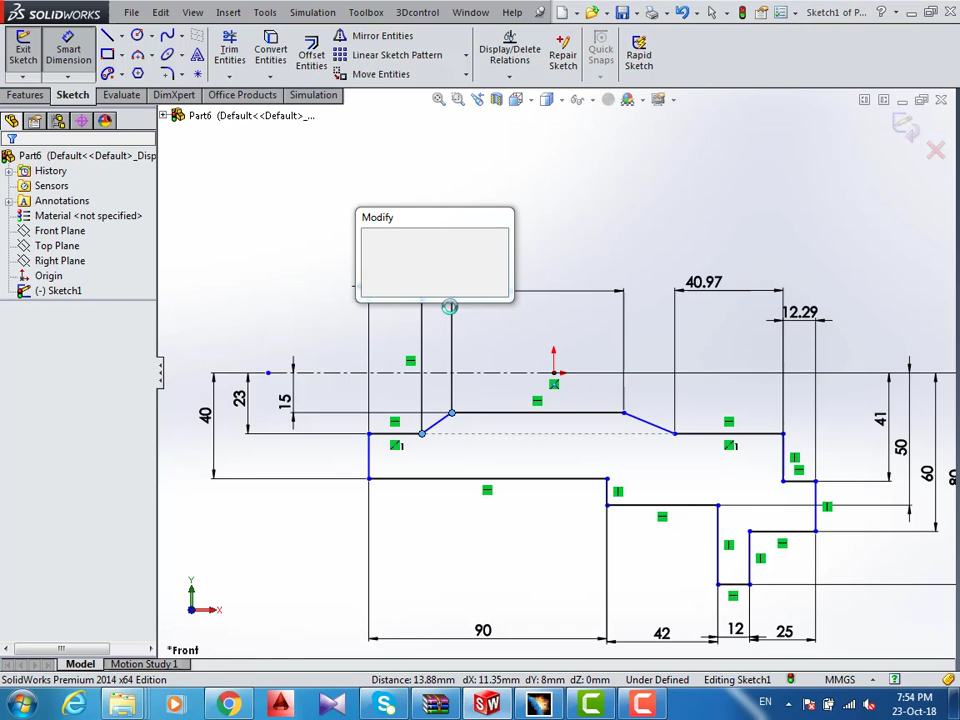 SOLIDWORKS
File Edit View Insert Tools Simulation Toolbox 3DControl Window Help
Sketch1 of P...
Exit Sketch
Smart Dimension
Trim Entities
Convert Entities
Offset Entities
Mirror Entities
Linear Sketch Pattern
Move Entities
Display/Delete Relations
Repair Sketch
Quick Snaps
Rapid Sketch
Features Sketch Evaluate DimXpert Office Products Simulation
Part6 (Default<<Default>_...
Part6 (Default<<Default>_Disp
History
Sensors
Annotations
Material <not specified>
Front Plane
Top Plane
Right Plane
Origin
(-) Sketch1
Modify
40.97
12.29
40
23
15
41
50
60
90
42
12
25
Y
X
*Front
Model Motion Study 1
SolidWorks Premium 2014 x64 Edition
Distance: 13.88mm dX: 11.35mm dY: 8mm dZ: 0mm Under Defined Editing Sketch1 MMGS
EN
7:54 PM
23-Oct-18